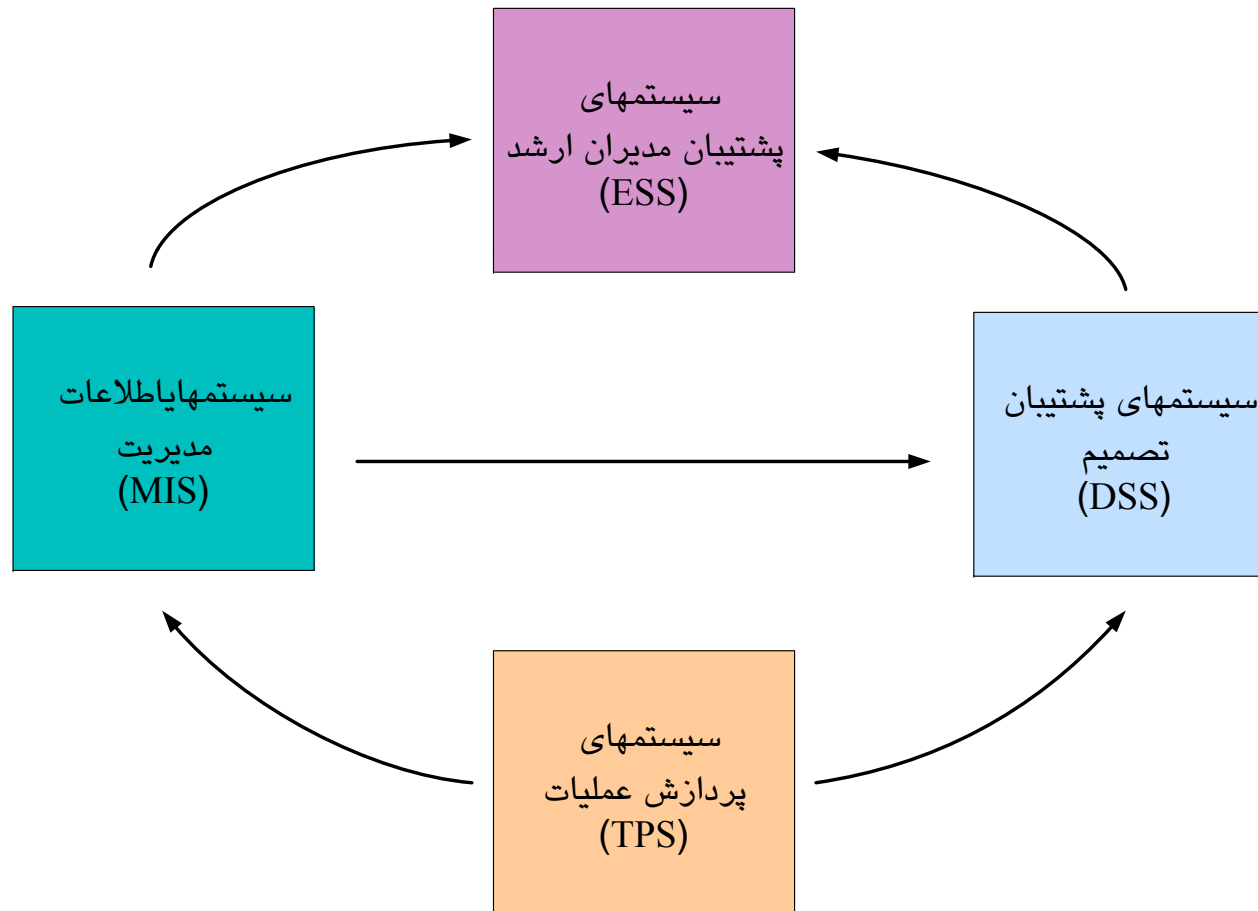 سیستمهای
پشتیبان مدیران ارشد
(ESS)
سیستمهای پشتیبان
تصمیم
(DSS)
سیستمهایاطلاعات
مدیریت
(MIS)
سیستمهای
پردازش عملیات
(TPS)